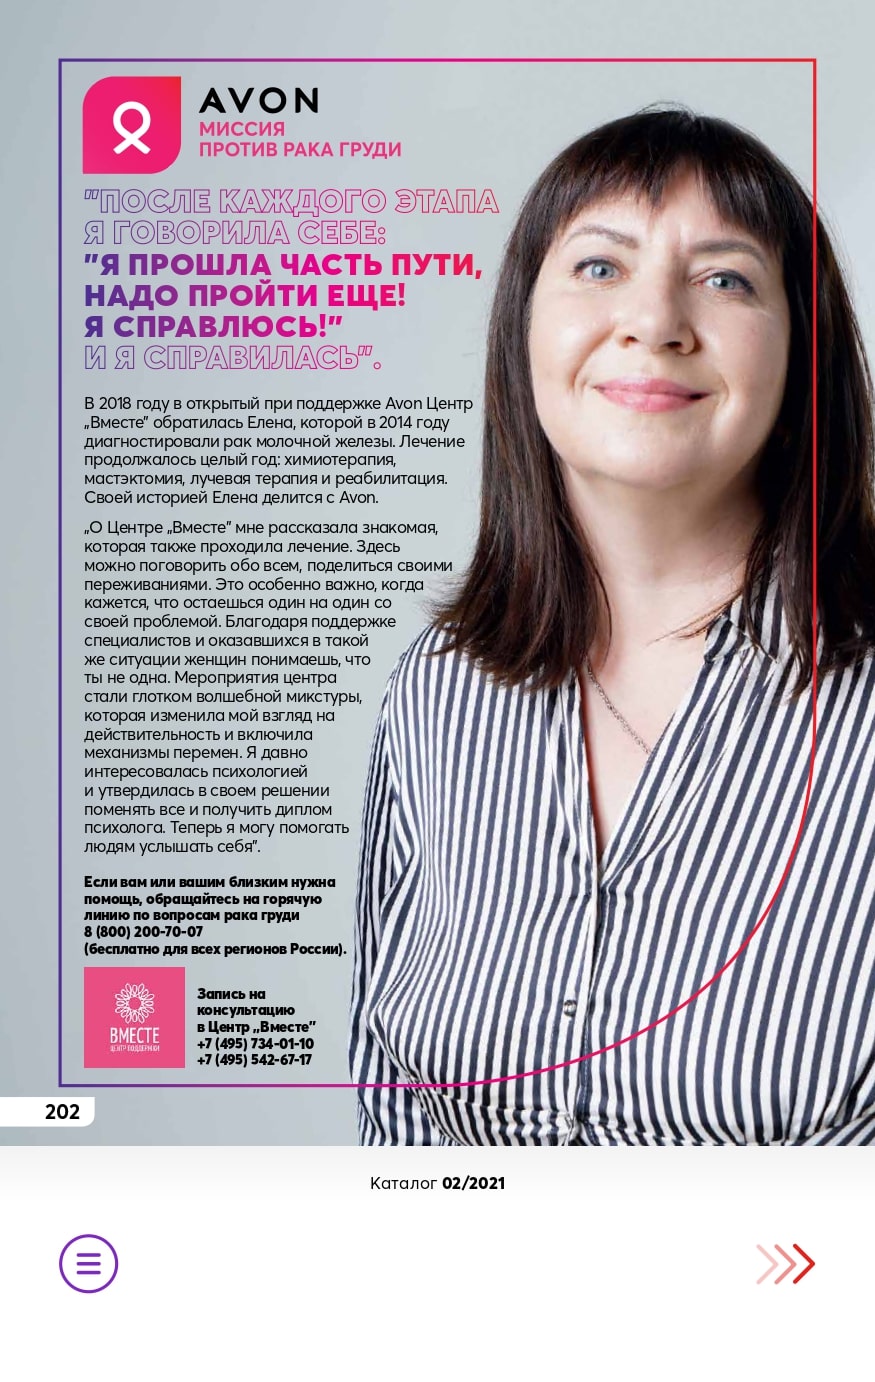 AVON
МИССИЯ
ПРОТИВ РАКА ГРУДИ
"ПОСЛЕ КАЖДОГО ЭТАПА
Я ГОВОРИЛА СЕБЕ:
"Я ПРОШЛА ЧАСТЬ ПУТИ,
НАДО ПРОЙТИ ЕЩЕ!
Я СПРАВЛЮСЬ!"
И Я СПРАВИЛАСЬ".
В 2018 году в открытый при поддержке Avon Центр
„Вместе" обратилась Елена, которой в 2014 году
диагностировали рак молочной железы. Лечение
продолжалось целый год: химиотерапия,
мастэктомия, лучевая терапия и реабилитация.
Своей историей Елена делится с Avon.
„О Центре „Вместе" мне рассказала знакомая,
которая также проходила лечение. Здесь
можно поговорить обо всем, поделиться своими
переживаниями. Это особенно важно, когда
кажется, что остаешься один на один со
своей проблемой. Благодаря поддержке
специалистов и оказавшихся в такой
же ситуации женщин понимаешь, что
ты не одна. Мероприятия центра
стали глотком волшебной микстуры,
которая изменила мой взгляд на
действительность и включила
механизмы перемен. Я давно
интересовалась психологией
и утвердилась в своем решении
поменять все и получить диплом
психолога. Теперь я могу помогать
людям услышать себя".
Если вам или вашим близким нужна
помощь, обращайтесь на горячую
линию по вопросам рака груди
8 (800) 200-70-07
(бесплатно для всех регионов России).
ВМЕСТЕ
ЦЕНТР ПОДДЕРЖКИ
Запись на
консультацию
в Центр „Вместе"
+7 (495) 734-01-10
+7 (495) 542-67-17
202
Каталог 02/2021